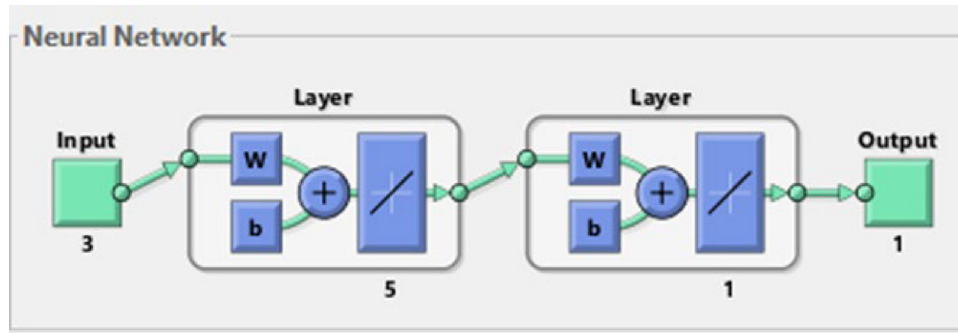 Neural Network
Layer Layer
Input Output
W W
+ +
b b
3 1
5 1